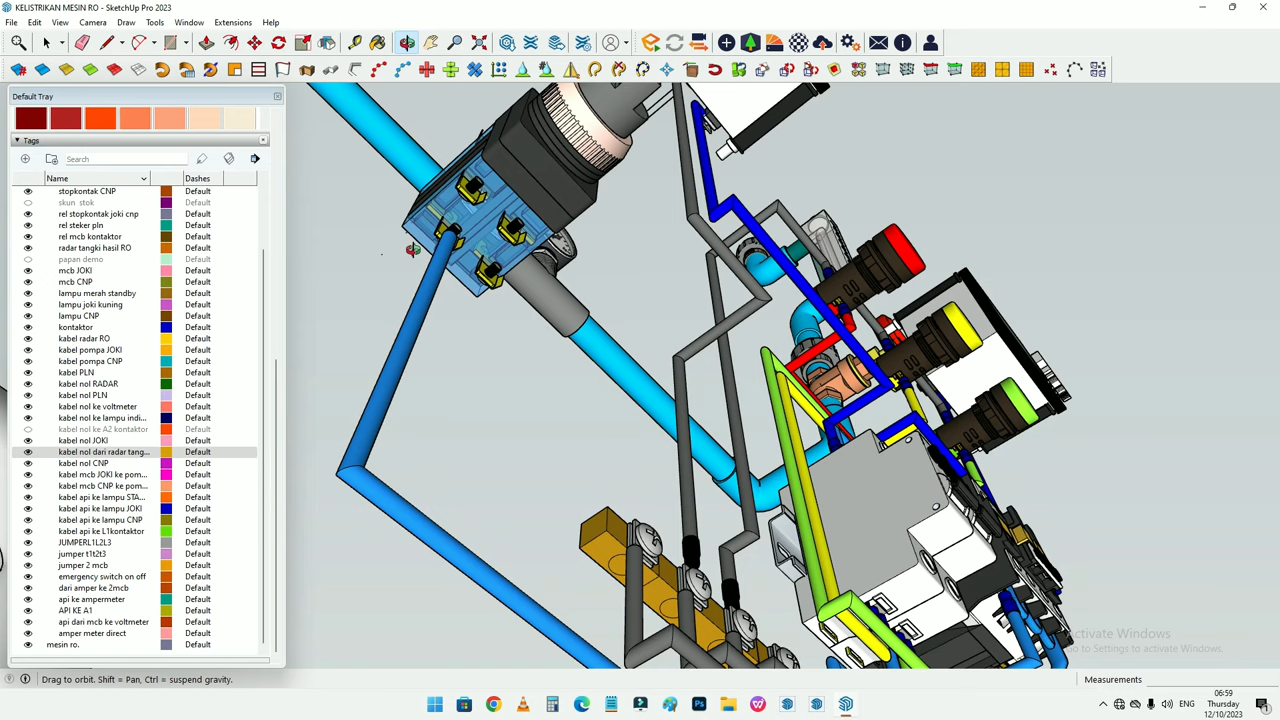 KELISTRIKAN MESIN RO - SketchUp Pro 2023
File Edit View Camera Draw Tools Window Extensions Help
Default Tray
Tags
Search
Name Dashes
stopkontak CNP Default
skun stok Default
rel stopkontak joki cnp Default
rel steker pln Default
rel mcb kontaktor Default
radar tangki hasil RO Default
papan demo Default
mcb JOKI Default
mcb CNP Default
lampu merah standby Default
lampu joki kuning Default
lampu CNP Default
kontaktor Default
kabel radar RO Default
kabel pompa JOKI Default
kabel pompa CNP Default
kabel PLN Default
kabel nol RADAR Default
kabel nol PLN Default
kabel nol ke voltmeter Default
kabel nol ke lampu indi... Default
kabel nol ke A2 kontaktor Default
kabel nol JOKI Default
kabel nol dari radar tang... Default
kabel nol CNP Default
kabel mcb JOKI ke pom... Default
kabel mcb CNP ke pom... Default
kabel api ke lampu STA... Default
kabel api ke lampu JOKI Default
kabel api ke lampu CNP Default
kabel api ke L1kontaktor Default
JUMPERL1L2L3 Default
jumper t1t2t3 Default
jumper 2 mcb Default
emergency switch on off Default
dari amper ke 2mcb Default
api ke ampermeter Default
API KE A1 Default
api dari mcb ke voltmeter Default
amper meter direct Default
mesin ro. Default
Activate Windows
Go to Settings to activate Windows.
Drag to orbit. Shift = Pan, Ctrl = suspend gravity.
Measurements
ENG
06:59
Thursday
12/10/2023